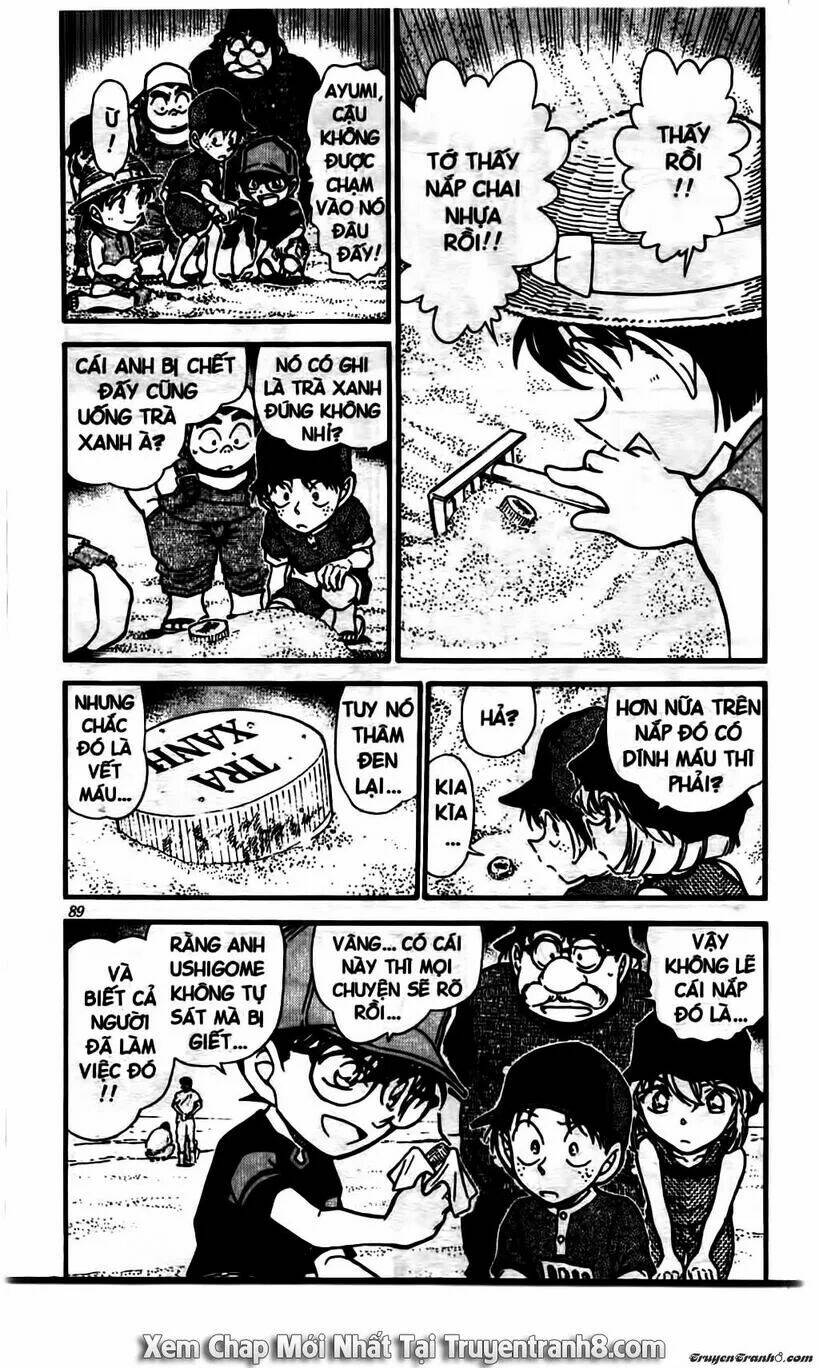 THẤY
RỒI
!!
TỚ THẤY
NẮP CHAI
NHỰA
RỒI!!
AYUMI,
CẬU
KHÔNG
ĐƯỢC
CHẠM
VÀO NÓ
ĐÂU
ĐẤY!
Ừ!
NÓ CÓ GHI
LÀ TRÀ XANH
ĐÚNG KHÔNG
NHỈ?
CÁI ANH BỊ CHẾT
ĐẤY CŨNG
UỐNG TRÀ
XANH À?
HƠN NỮA TRÊN
NẮP ĐÓ CÓ
DÍNH MÁU THÌ
PHẢI?
HẢ?
KIA
KÌA
...
TUY NÓ
THÂM
ĐEN
LẠI...
TRÀ
XANH
NHƯNG
CHẮC
ĐÓ LÀ
VẾT
MÁU...
89
VẬY
KHÔNG LẼ
CÁI NẮP
ĐÓ LÀ...
VÂNG... CÓ CÁI
NÀY THÌ MỌI
CHUYỆN SẼ RÕ
RỒI...
RẰNG ANH
USHIGOME
KHÔNG TỰ
SÁT MÀ BỊ
GIẾT...
VÀ
BIẾT CẢ
NGƯỜI
ĐÃ LÀM
VIỆC ĐÓ
!!
Xem Chap Mới Nhất Tại Truyentranh8.com
TruyenTranh8.com